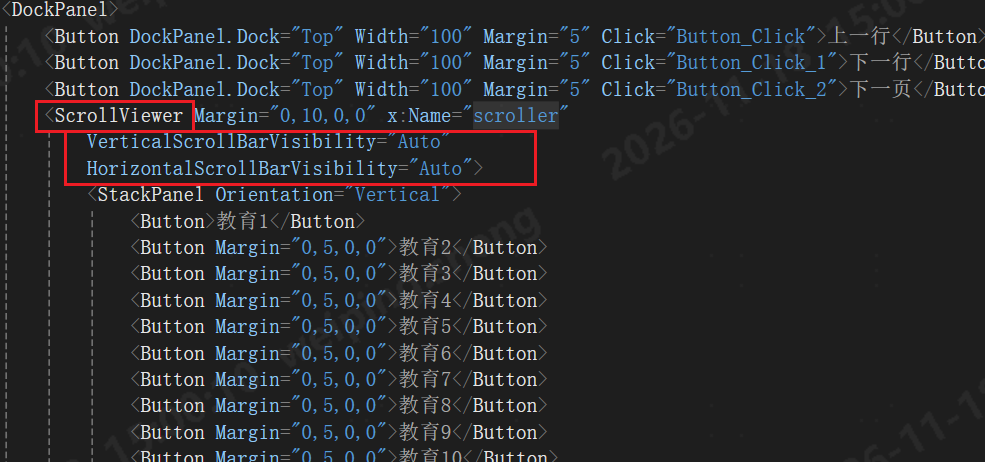 <DockPanel>
<Button DockPanel.Dock="Top" Width="100" Margin="5" Click="Button_Click">上一行</Button>
<Button DockPanel.Dock="Top" Width="100" Margin="5" Click="Button_Click_1">下一行</Butto
<Button DockPanel.Dock="Top" Width="100" Margin="5" Click="Button_Click_2">下一页</Butto
<ScrollViewer Margin="0,10,0,0" x:Name="scroller"
VerticalScrollBarVisibility="Auto"
HorizontalScrollBarVisibility="Auto">
<StackPanel Orientation="Vertical">
<Button>教育1</Button>
<Button Margin="0,5,0,0">教育2</Button>
<Button Margin="0,5,0,0">教育3</Button>
<Button Margin="0,5,0,0">教育4</Button>
<Button Margin="0,5,0,0">教育5</Button>
<Button Margin="0,5,0,0">教育6</Button>
<Button Margin="0,5,0,0">教育7</Button>
<Button Margin="0,5,0,0">教育8</Button>
<Button Margin="0,5,0,0">教育9</Button>
<Button Margin="0,5,0,0">教育10</Button>